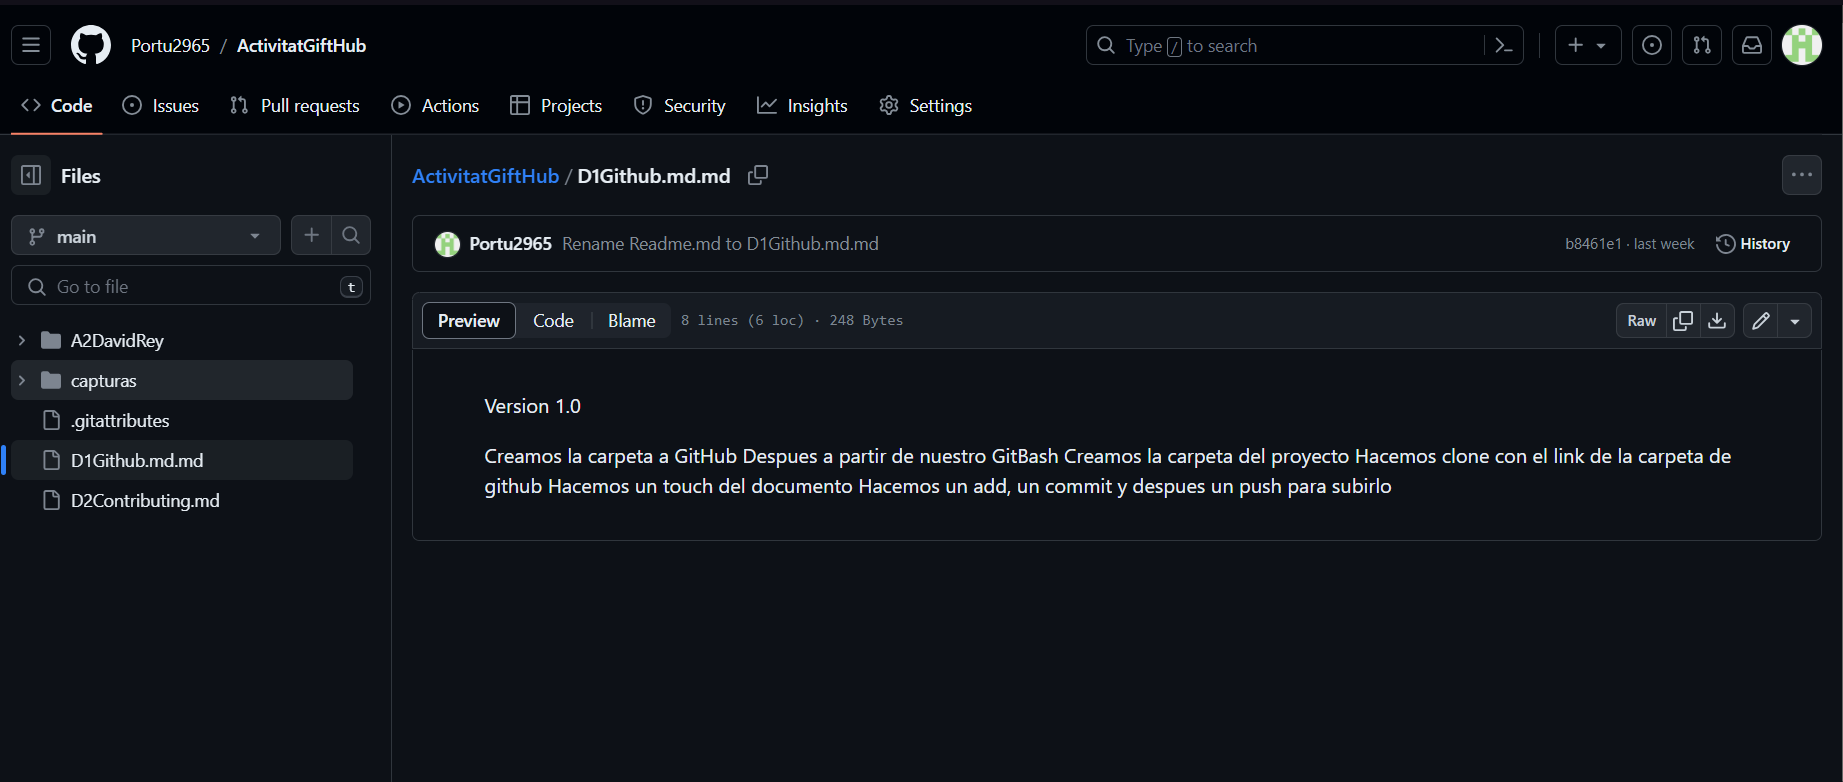 Portu2965 / ActivitatGiftHub
Type / to search
Code
Issues
Pull requests
Actions
Projects
Security
Insights
Settings
Files
main
Go to file
t
A2DavidRey
capturas
.gitattributes
D1Github.md.md
D2Contributing.md
ActivitatGiftHub / D1Github.md.md
Portu2965 Rename Readme.md to D1Github.md.md
b8461e1 · last week
History
Preview
Code
Blame
8 lines (6 loc) · 248 Bytes
Raw
Version 1.0
Creamos la carpeta a GitHub Despues a partir de nuestro GitBash Creamos la carpeta del proyecto Hacemos clone con el link de la carpeta de
github Hacemos un touch del documento Hacemos un add, un commit y despues un push para subirlo